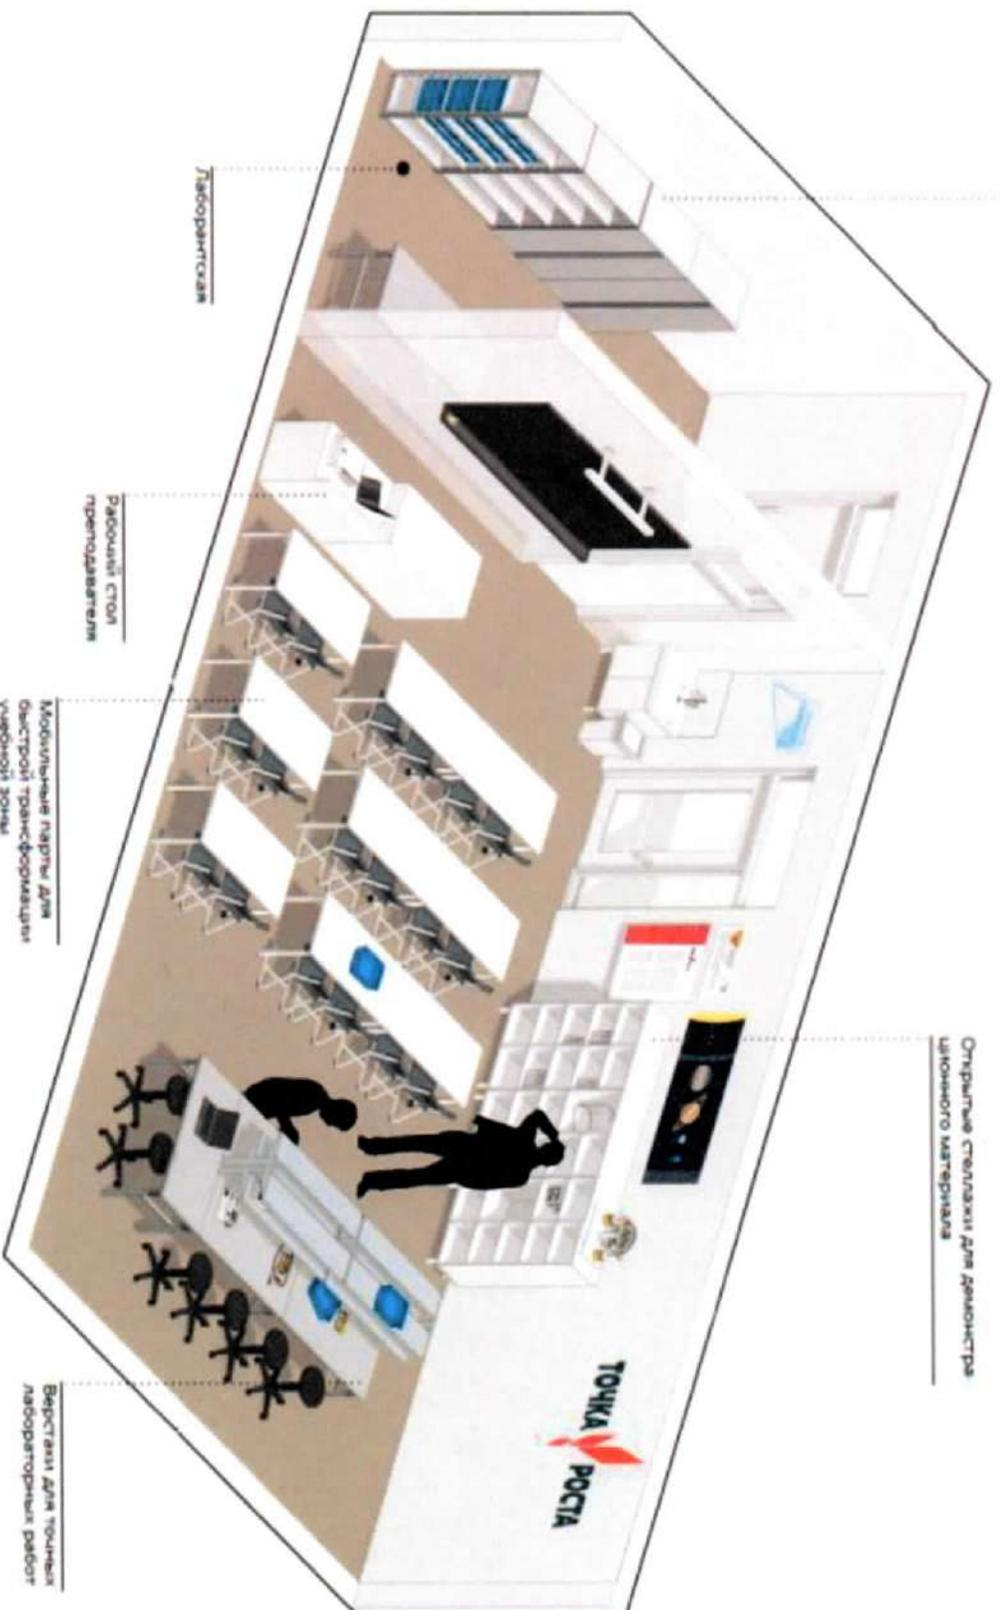 Открытые стеллажи для демонстра
ционного материала
ТОЧКА РОСТА
Лаборантская
Рабочий стол
преподавателя
Мобильные парты для
быстрой трансформации
учебной зоны
Верстаки для точных
лабораторных работ